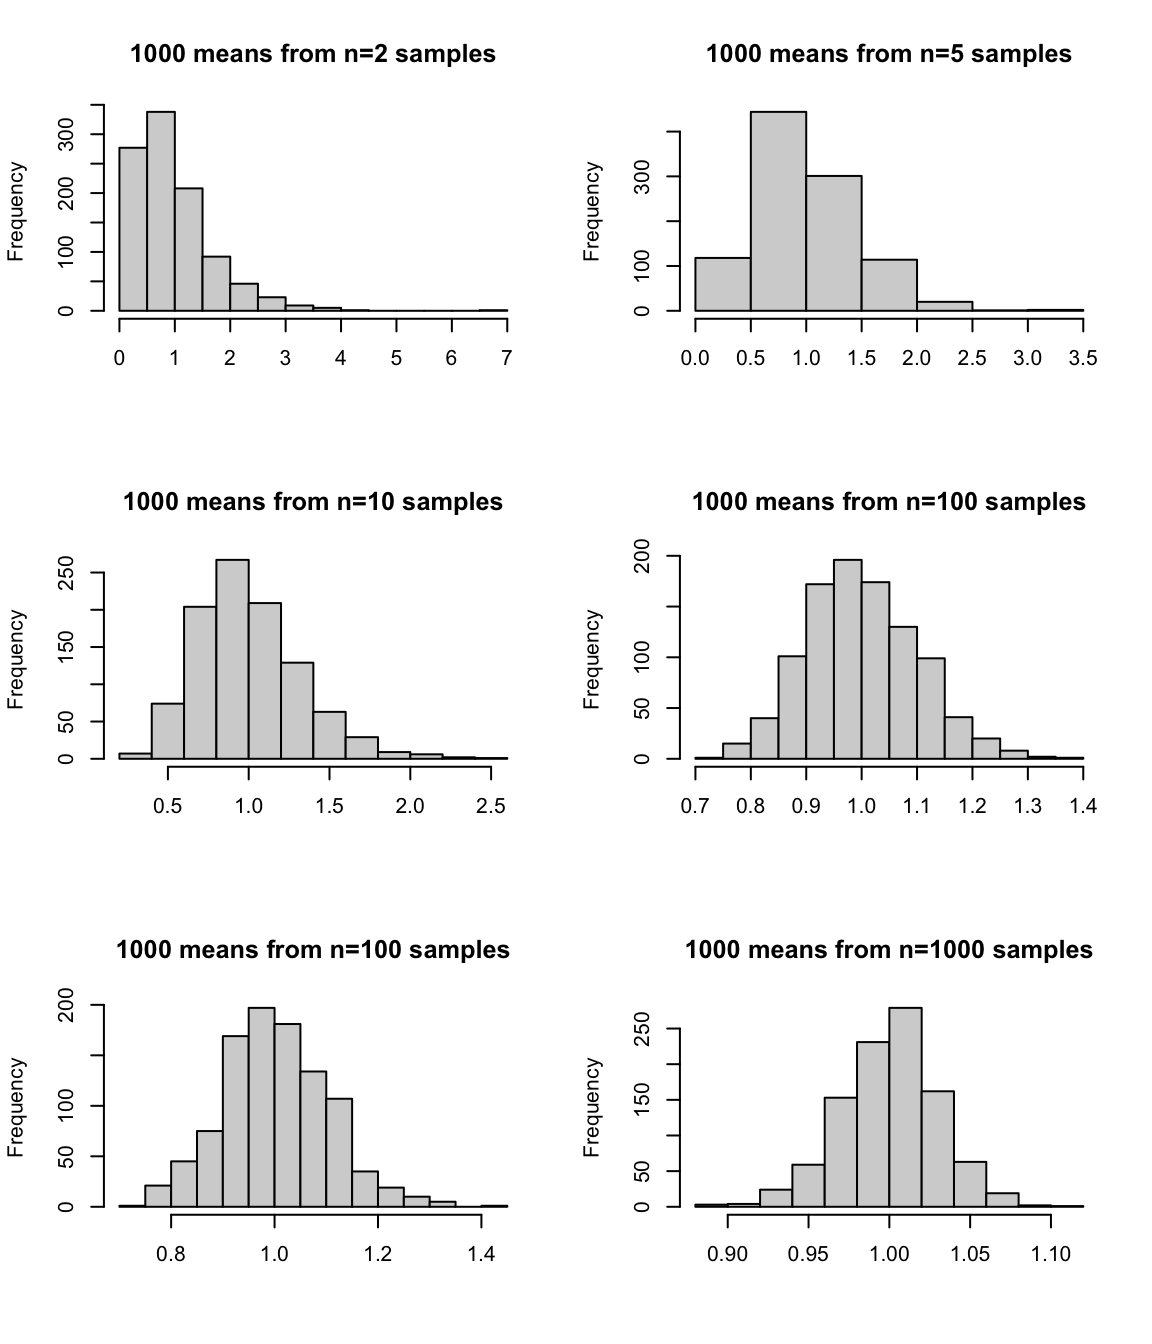 1000 means from n=2 samples
Frequency
0 100 200 300
0 1 2 3 4 5 6 7
1000 means from n=5 samples
Frequency
0 100 300
0.0 0.5 1.0 1.5 2.0 2.5 3.0 3.5
1000 means from n=10 samples
Frequency
0 50 150 250
0.5 1.0 1.5 2.0 2.5
1000 means from n=100 samples
Frequency
0 50 100 200
0.7 0.8 0.9 1.0 1.1 1.2 1.3 1.4
1000 means from n=100 samples
Frequency
0 50 100 200
0.8 1.0 1.2 1.4
1000 means from n=1000 samples
Frequency
0 50 150 250
0.90 0.95 1.00 1.05 1.10